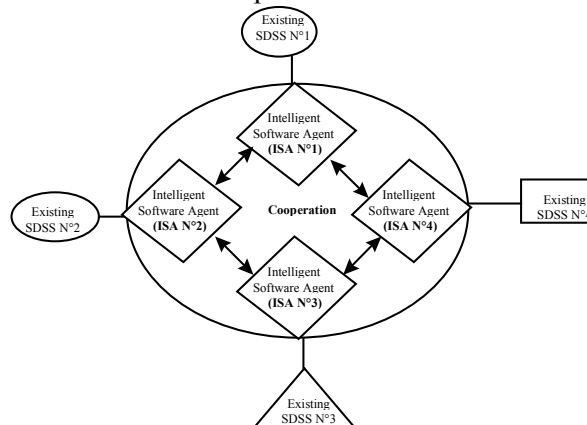 Existing
SDSS N°1
Intelligent
Software Agent
(ISA N°1)
Intelligent
Software Agent
(ISA N°2)
Cooperation
Intelligent
Software Agent
(ISA N°4)
Existing
SDSS N°2
Existing
SDSS N°
Intelligent
Software Agent
(ISA N°3)
Existing
SDSS N°3